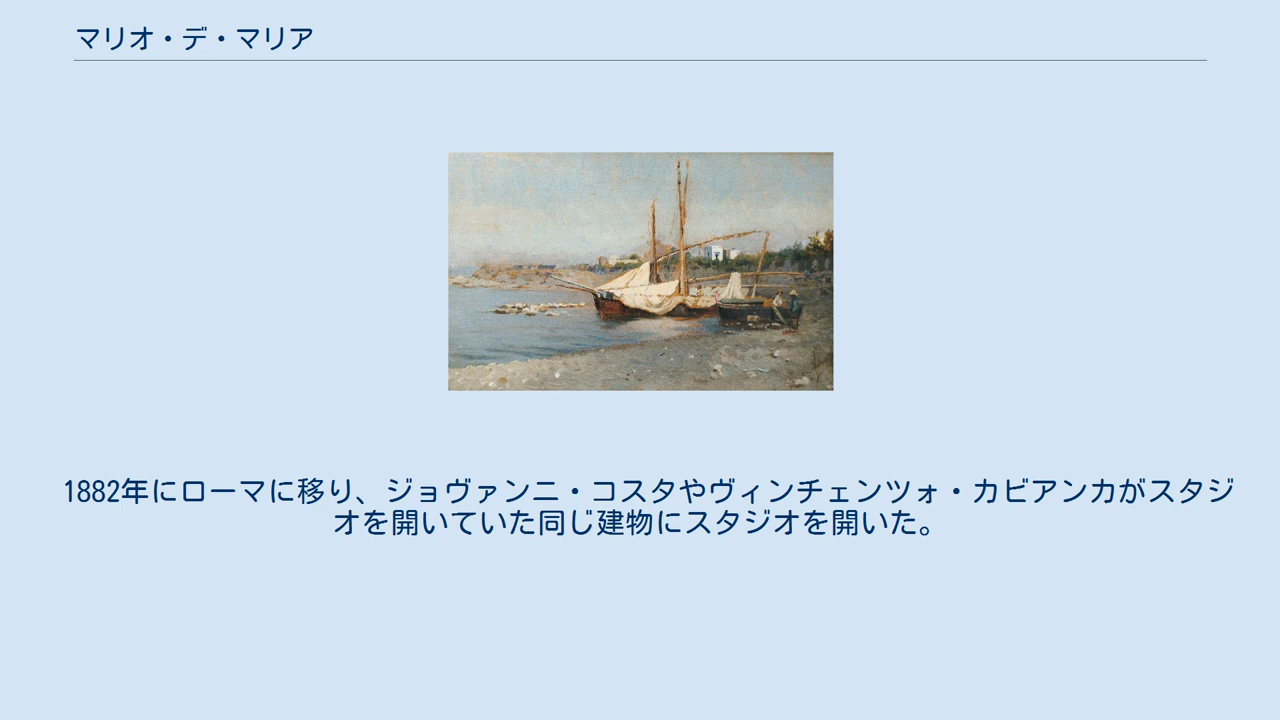 マリオ・デ・マリア
1882年にローマに移り、ジョヴァンニ・コスタやヴィンチェンツォ・カビアンカがスタジ
オを開いていた同じ建物にスタジオを開いた。